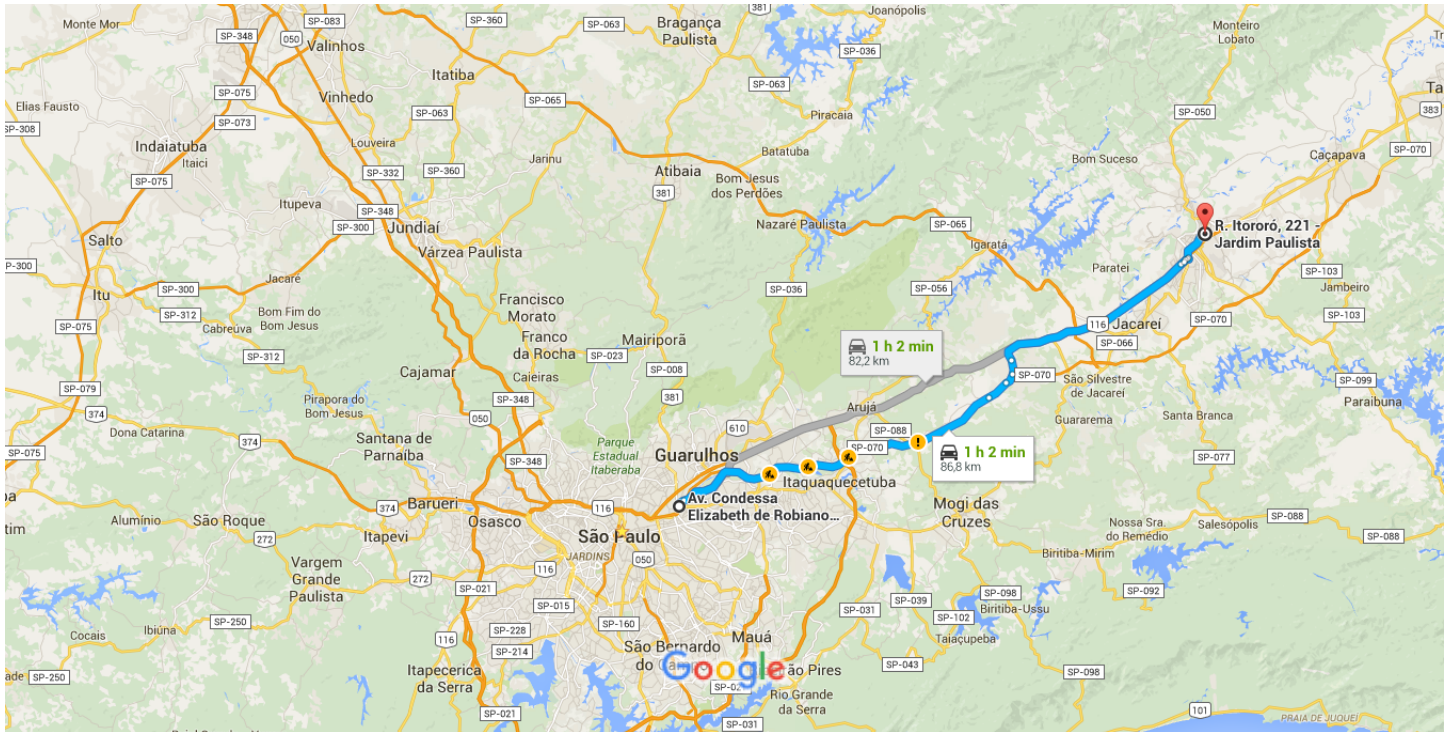 Monte Mor
SP-083
SP-360
SP-360
381
Joanópolis
Bragança
Paulista
SP-063
SP-348
050
Valinhos
SP-036
Monteiro
Lobato
Itatiba
SP-075
SP-063
Elias Fausto
Vinhedo
SP-065
SP-050
383
SP-063
Piracaia
SP-308
SP-073
Louveira
Indaiatuba
Itaici
Jarinu
Batatuba
Bom Suceso
Caçapava
SP-070
SP-332
SP-360
Atibaia
SP-075
Bom Jesus
dos Perdões
381
Itupeva
SP-348
SP-300
Jundiaí
Nazaré Paulista
SP-065
R. Itororó, 221 -
Jardim Paulista
Salto
Várzea Paulista
Igaratá
SP-300
Jacaré
Paratei
SP-103
Jambeiro
Itu
SP-300
SP-036
SP-056
SP-312
Bom Fim do
Bom Jesus
Francisco
Morato
SP-103
SP-075
Cabreuva
116
Jacareí
SP-070
Franco
da Rocha
Mairiporã
1 h 2 min
82,2 km
SP-066
SP-312
SP-023
Cajamar
Caieiras
SP-008
SP-070
São Silvestre
de Jacareí
SP-099
SP-079
Pirapora do
Bom Jesus
SP-348
381
Arujá
Paraibuna
374
050
Guararema
Santa Branca
Dona Catarina
374
610
SP-088
Santana de
Parnaíba
Parque
Estadual
Itaberaba
SP-070
1 h 2 min
86,8 km
SP-075
Guarulhos
SP-077
SP-348
Itaquaquecetuba
Av. Condessa
Elizabeth de Robiano...
Barueri
374
116
Mogi das
Cruzes
Alumínio
São Roque
Osasco
Nossa Sra.
do Remédio
Salesópolis
SP-088
272
Itapevi
São Paulo
SP-088
JARDINS
050
Biritiba-Mirim
Vargem
Grande
Paulista
116
272
SP-021
SP-092
SP-039
SP-098
SP-015
SP-031
SP-102
Biritiba-Ussu
Cocais
Ibiúna
SP-250
SP-228
SP-160
116
Mauá
Taiaçupeba
SP-214
São Bernardo
SP-043
Itapecerica
da Serra
Google
SP-250
SP-098
Rio Grande
da Serra
SP-021
SP-031
101
PRAIA DE JUQUEÍ